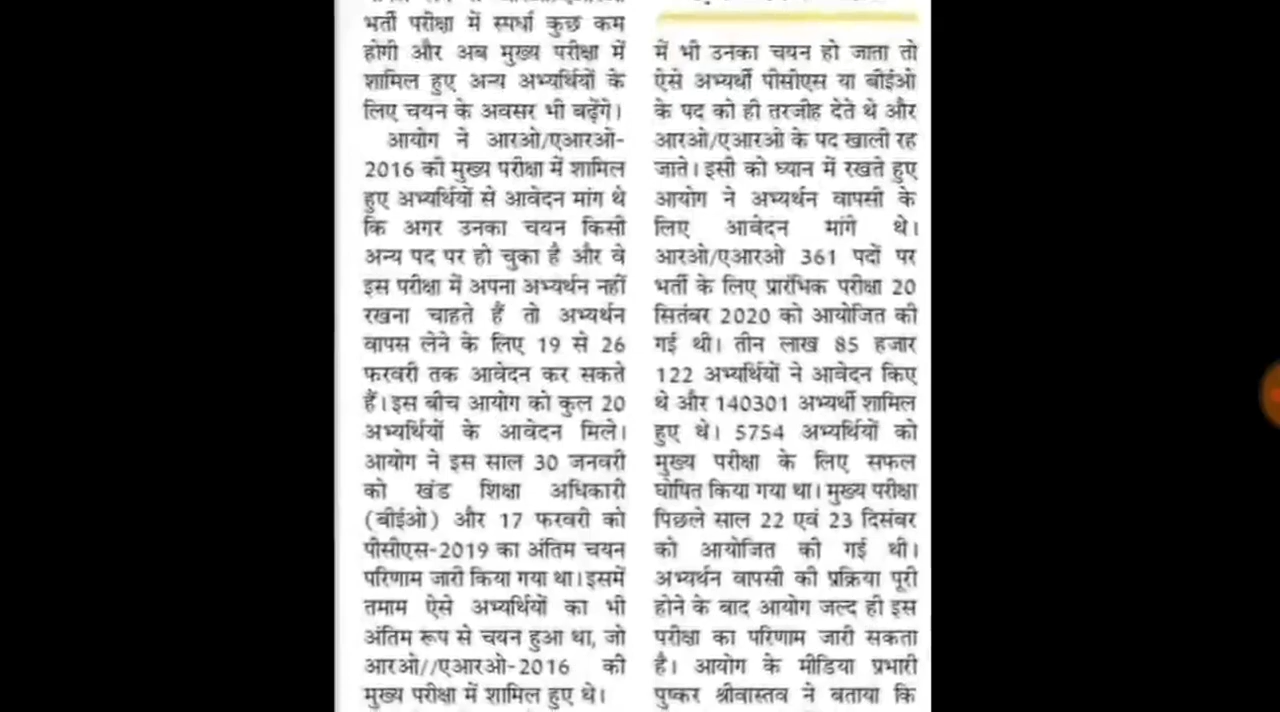 भर्ती परीक्षा में स्पर्धा कुछ कम
होगी और अब मुख्य परीक्षा में
शामिल हुए अन्य अभ्यर्थियों के
लिए चयन के अवसर भी बढ़ेंगे।
आयोग ने आरओ/एआरओ-
2016 की मुख्य परीक्षा में शामिल
हुए अभ्यर्थियों से आवेदन मांग थे
कि अगर उनका चयन किसी
अन्य पद पर हो चुका है और वे
इस परीक्षा में अपना अभ्यर्थन नहीं
रखना चाहते हैं तो अभ्यर्थन
वापस लेने के लिए 19 से 26
फरवरी तक आवेदन कर सकते
हैं। इस बीच आयोग को कुल 20
अभ्यर्थियों के आवेदन मिले।
आयोग ने इस साल 30 जनवरी
को खंड शिक्षा अधिकारी
(बीईओ) और 17 फरवरी को
पीसीएस-2019 का अंतिम चयन
परिणाम जारी किया गया था। इसमें
तमाम ऐसे अभ्यर्थियों का भी
अंतिम रूप से चयन हुआ था, जो
आरओ//एआरओ-2016 की
मुख्य परीक्षा में शामिल हुए थे।
में भी उनका चयन हो जाता तो
ऐसे अभ्यर्थी पीसीएस या बीईओ
के पद को ही तरजीह देते थे और
आरओ/एआरओ के पद खाली रह
जाते। इसी को ध्यान में रखते हुए
आयोग ने अभ्यर्थन वापसी के
लिए आवेदन मांगे थे।
आरओ/एआरओ 361 पदों पर
भर्ती के लिए प्रारंभिक परीक्षा 20
सितंबर 2020 को आयोजित की
गई थी। तीन लाख 85 हजार
122 अभ्यर्थियों ने आवेदन किए
थे और 140301 अभ्यर्थी शामिल
हुए थे। 5754 अभ्यर्थियों को
मुख्य परीक्षा के लिए सफल
घोषित किया गया था। मुख्य परीक्षा
पिछले साल 22 एवं 23 दिसंबर
को आयोजित की गई थी।
अभ्यर्थन वापसी की प्रक्रिया पूरी
होने के बाद आयोग जल्द ही इस
परीक्षा का परिणाम जारी सकता
है। आयोग के मीडिया प्रभारी
पुष्कर श्रीवास्तव ने बताया कि